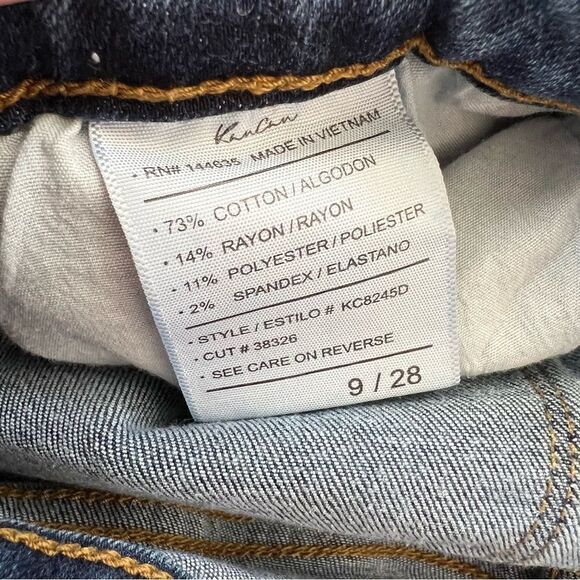 KanCan
• RN# 144635 MADE IN VIETNAM
• 73% COTTON / ALGODON
• 14% RAYON / RAYON
• 11% POLYESTER / POLIESTER
• 2% SPANDEX / ELASTANO
• STYLE / ESTILO # KC8245D
• CUT # 38326
• SEE CARE ON REVERSE
9 / 28